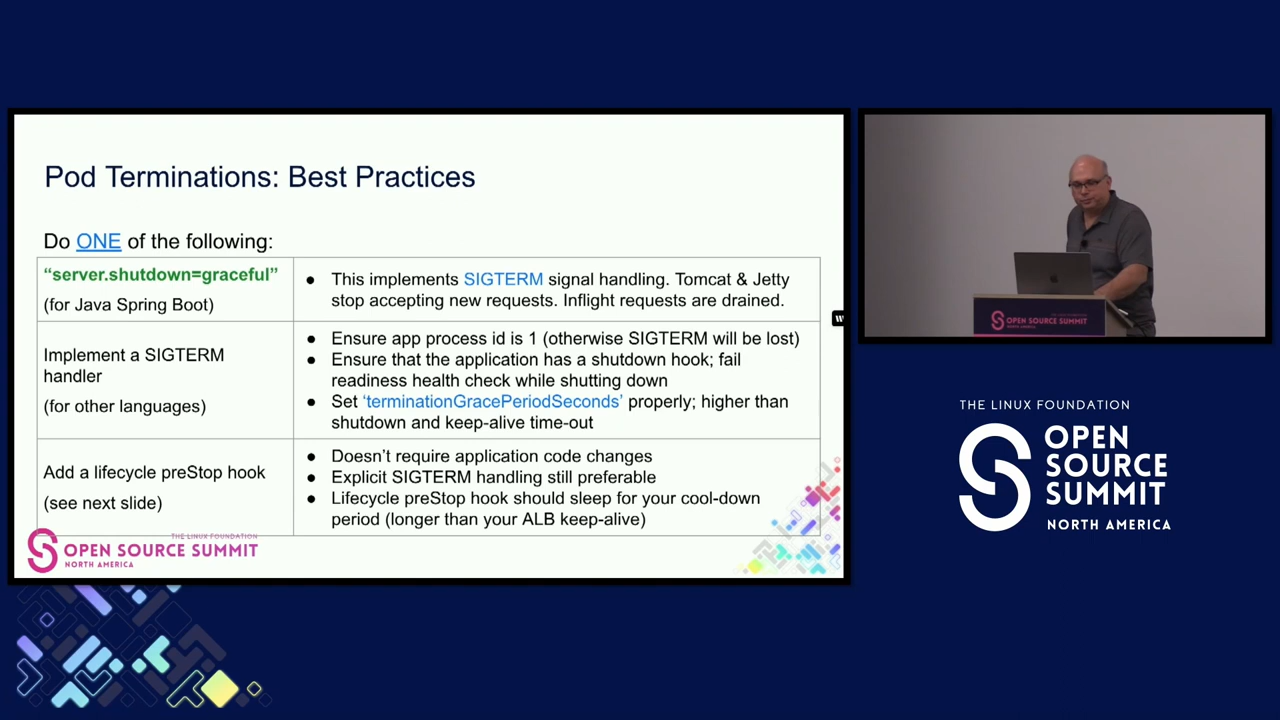 Pod Terminations: Best Practices
Do ONE of the following:
“server.shutdown=graceful”
(for Java Spring Boot)
● This implements SIGTERM signal handling. Tomcat & Jetty
stop accepting new requests. Inflight requests are drained.
Implement a SIGTERM
handler
(for other languages)
● Ensure app process id is 1 (otherwise SIGTERM will be lost)
● Ensure that the application has a shutdown hook; fail
readiness health check while shutting down
● Set ‘terminationGracePeriodSeconds’ properly; higher than
shutdown and keep-alive time-out
Add a lifecycle preStop hook
(see next slide)
● Doesn’t require application code changes
● Explicit SIGTERM handling still preferable
● Lifecycle preStop hook should sleep for your cool-down
period (longer than your ALB keep-alive)
THE LINUX FOUNDATION
OPEN SOURCE SUMMIT
NORTH AMERICA
OPEN SOURCE SUMMIT
NORTH AMERICA
THE LINUX FOUNDATION
OPEN
SOURCE
SUMMIT
NORTH AMERICA